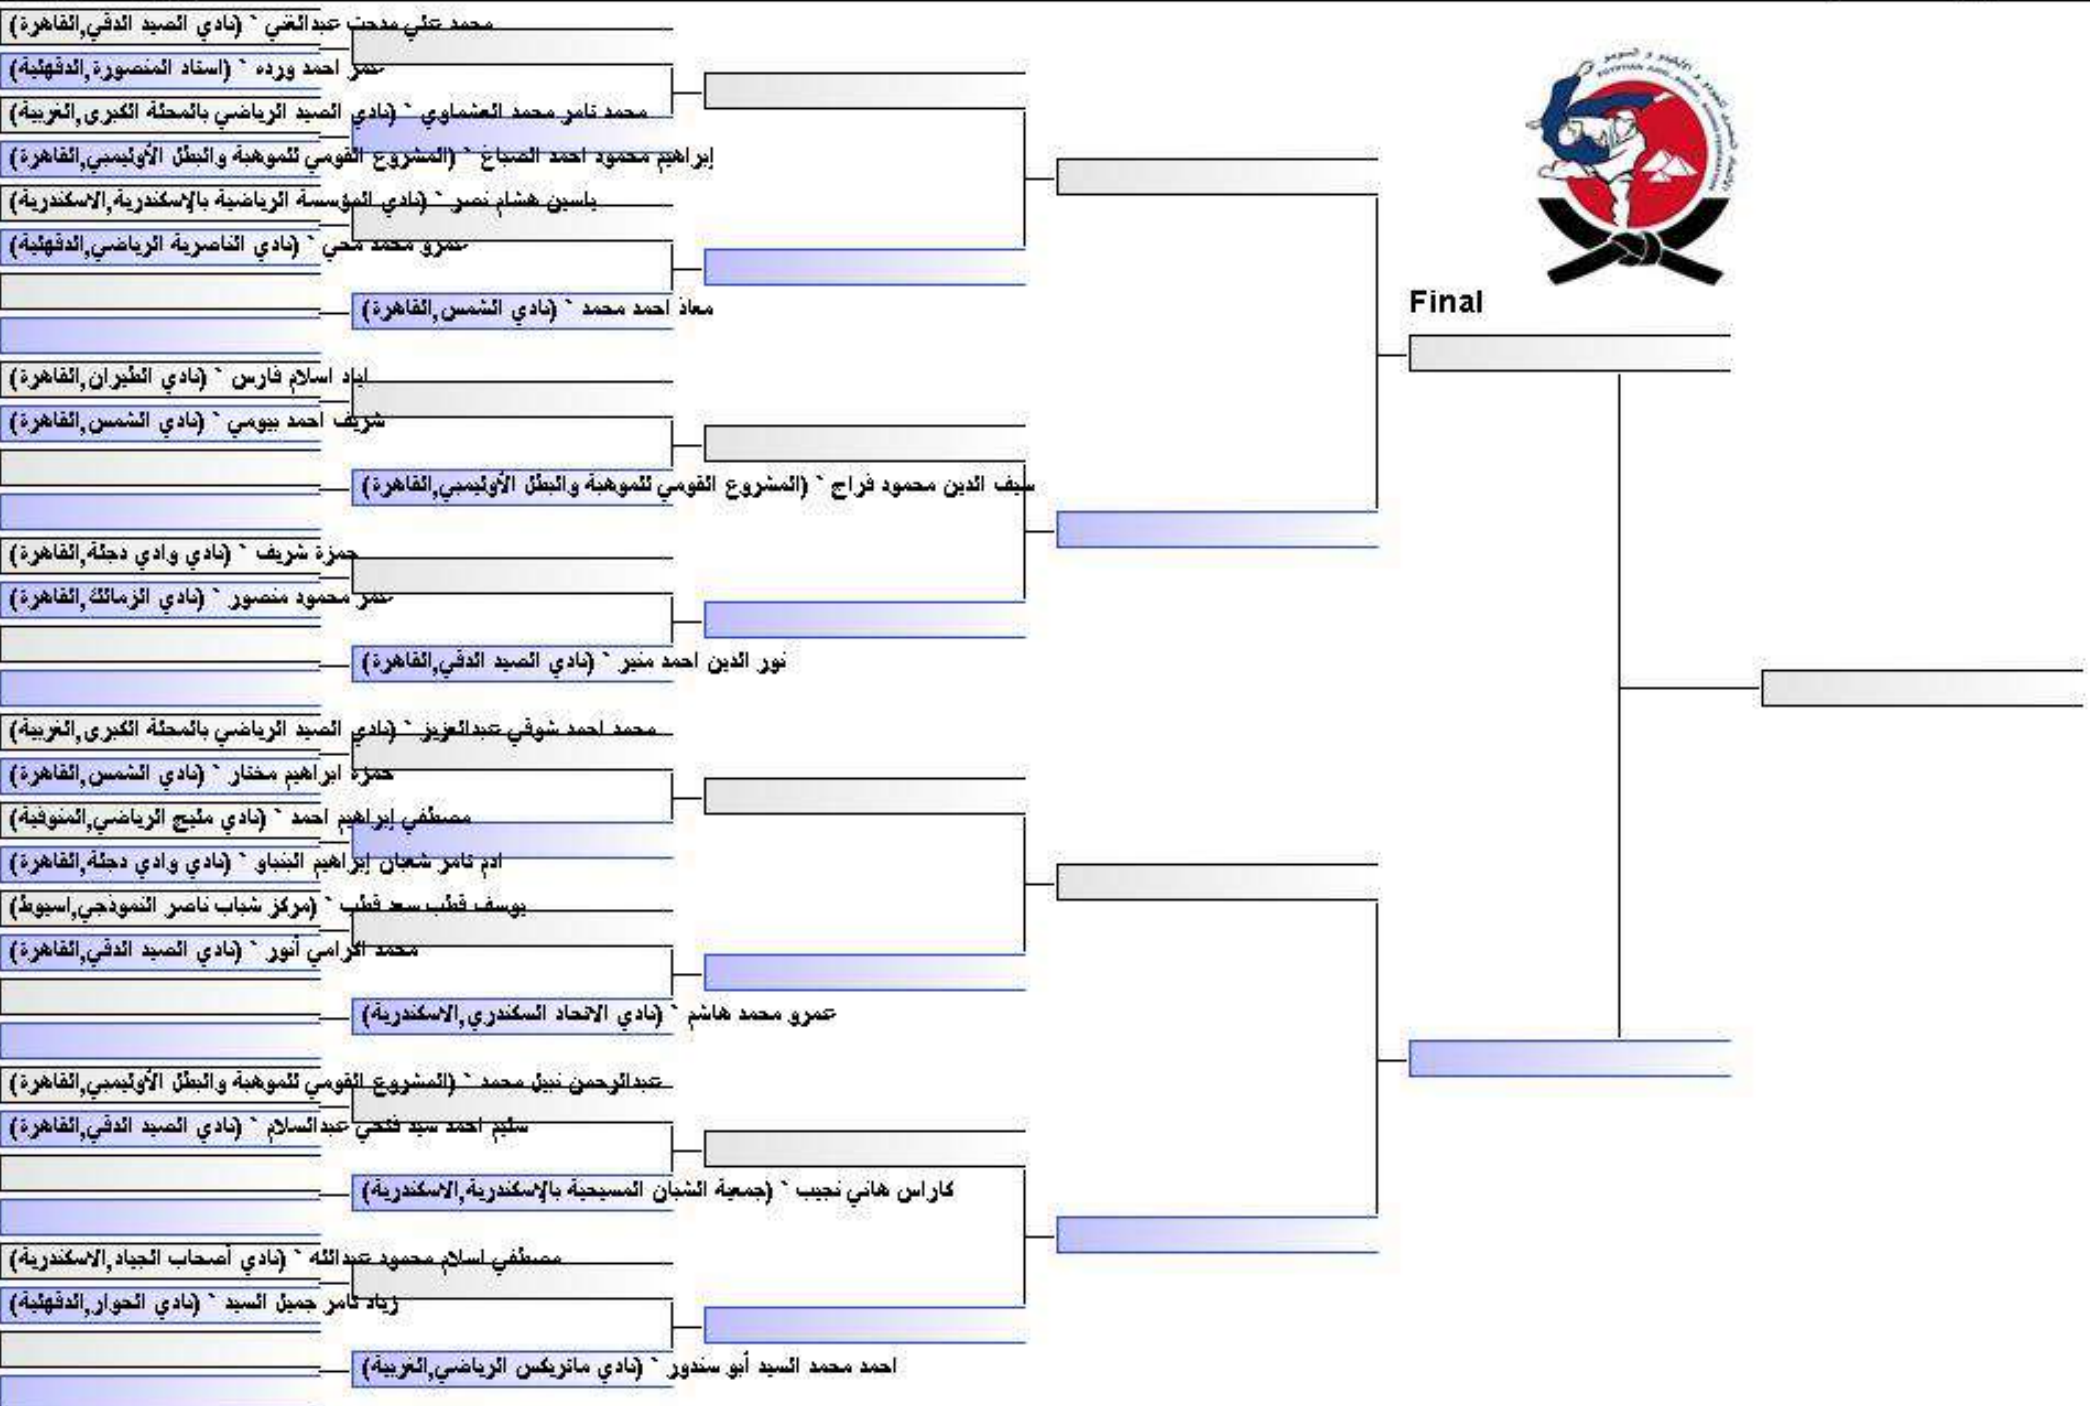 محمد علي مدحت عبدالغني ` (نادي الصيد الدقي,القاهرة)
عمر احمد ورده ` (استاد المنصورة,الدقهلية)
محمد تامر محمد العشماوي ` (نادي الصيد الرياضي بالمحلة الكبرى,الغربية)
إبراهيم محمود احمد الصباغ ` (المشروع القومي للموهبة والبطل الأوليمبي,القاهرة)
ياسين هشام نصر ` (نادي المؤسسة الرياضية بالإسكندرية,الاسكندرية)
عمرو محمد محي ` (نادي الناصرية الرياضي,الدقهلية)
Final
معاذ احمد محمد ` (نادي الشمس,القاهرة)
اياد اسلام فارس ` (نادي الطيران,القاهرة)
شريف احمد بيومي ` (نادي الشمس,القاهرة)
سيف الدين محمود فراج ` (المشروع القومي للموهبة والبطل الأوليمبي,القاهرة)
حمزة شريف ` (نادي وادي دجلة,القاهرة)
عمر محمود منصور ` (نادي الزمالك,القاهرة)
نور الدين احمد منير ` (نادي الصيد الدقي,القاهرة)
محمد احمد شوقي عبدالعزيز ` (نادي الصيد الرياضي بالمحلة الكبرى,الغربية)
حمزة ابراهيم مختار ` (نادي الشمس,القاهرة)
مصطفي إبراهيم احمد ` (نادي مليج الرياضي,المنوفية)
ادم تامر شعبان إبراهيم البنباو ` (نادي وادي دجلة,القاهرة)
يوسف قطب سعد قطب ` (مركز شباب ناصر النموذجي,اسيوط)
محمد اكرامي أنور ` (نادي الصيد الدقي,القاهرة)
عمرو محمد هاشم ` (نادي الاتحاد السكندري,الاسكندرية)
عبدالرحمن نبيل محمد ` (المشروع القومي للموهبة والبطل الأوليمبي,القاهرة)
سليم احمد سيد فتحي عبدالسلام ` (نادي الصيد الدقي,القاهرة)
كاراس هاني نجيب ` (جمعية الشبان المسيحية بالإسكندرية,الاسكندرية)
مصطفي اسلام محمود عبدالله ` (نادي أصحاب الجياد,الاسكندرية)
زياد تامر جميل السيد ` (نادي الحوار,الدقهلية)
احمد محمد السيد أبو سندور ` (نادي ماتريكس الرياضي,الغربية)